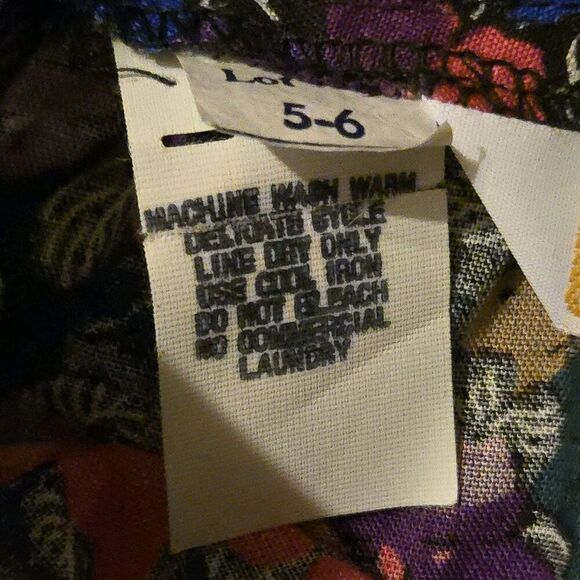 Lot
5-6
MACHINE WASH WARM
DELICATE CYCLE
LINE DRY ONLY
USE COOL IRON
DO NOT BLEACH
NO COMMERCIAL
LAUNDRY